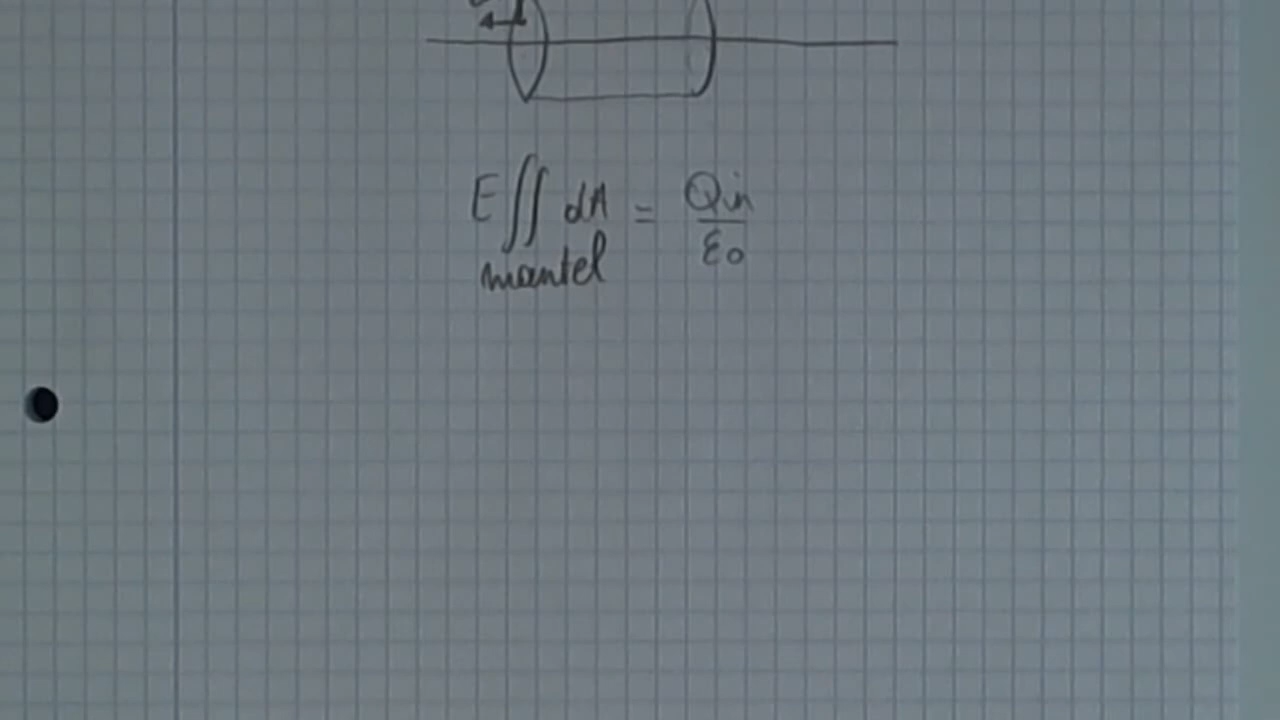 E∬ dA = Qin/ε0
mantel